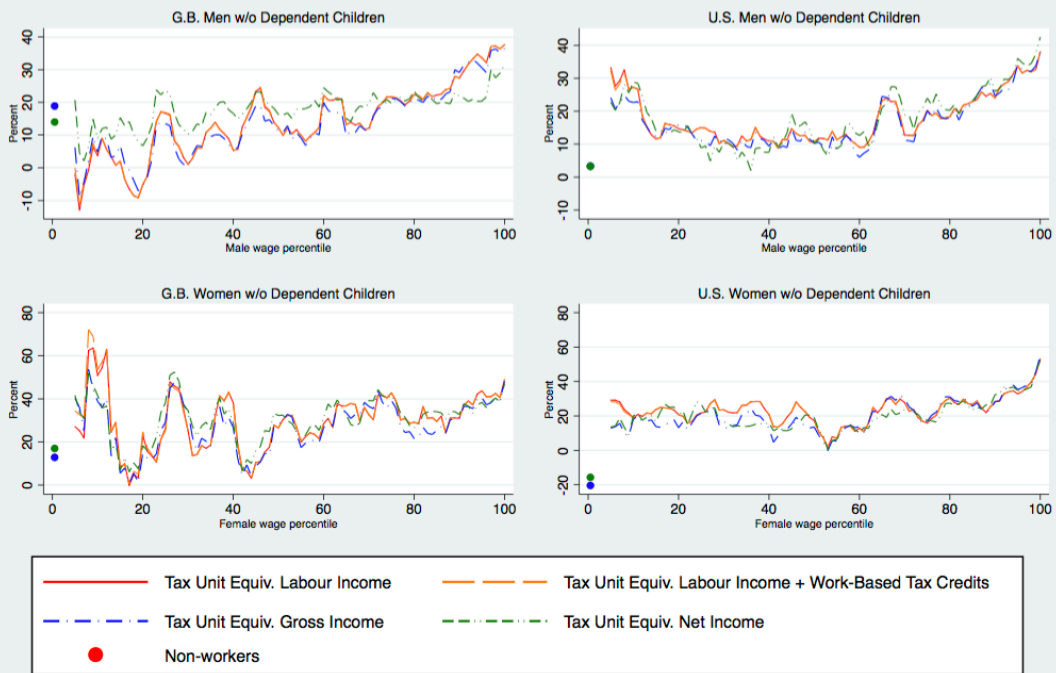 G.B. Men w/o Dependent Children
Percent
40
30
20
10
0
-10
0 20 40 60 80 100
Male wage percentile
U.S. Men w/o Dependent Children
Percent
40
30
20
10
0
-10
0 20 40 60 80 100
Male wage percentile
G.B. Women w/o Dependent Children
Percent
80
60
40
20
0
0 20 40 60 80 100
Female wage percentile
U.S. Women w/o Dependent Children
Percent
80
60
40
20
0
-20
0 20 40 60 80 100
Female wage percentile
Tax Unit Equiv. Labour Income
Tax Unit Equiv. Labour Income + Work-Based Tax Credits
Tax Unit Equiv. Gross Income
Tax Unit Equiv. Net Income
Non-workers